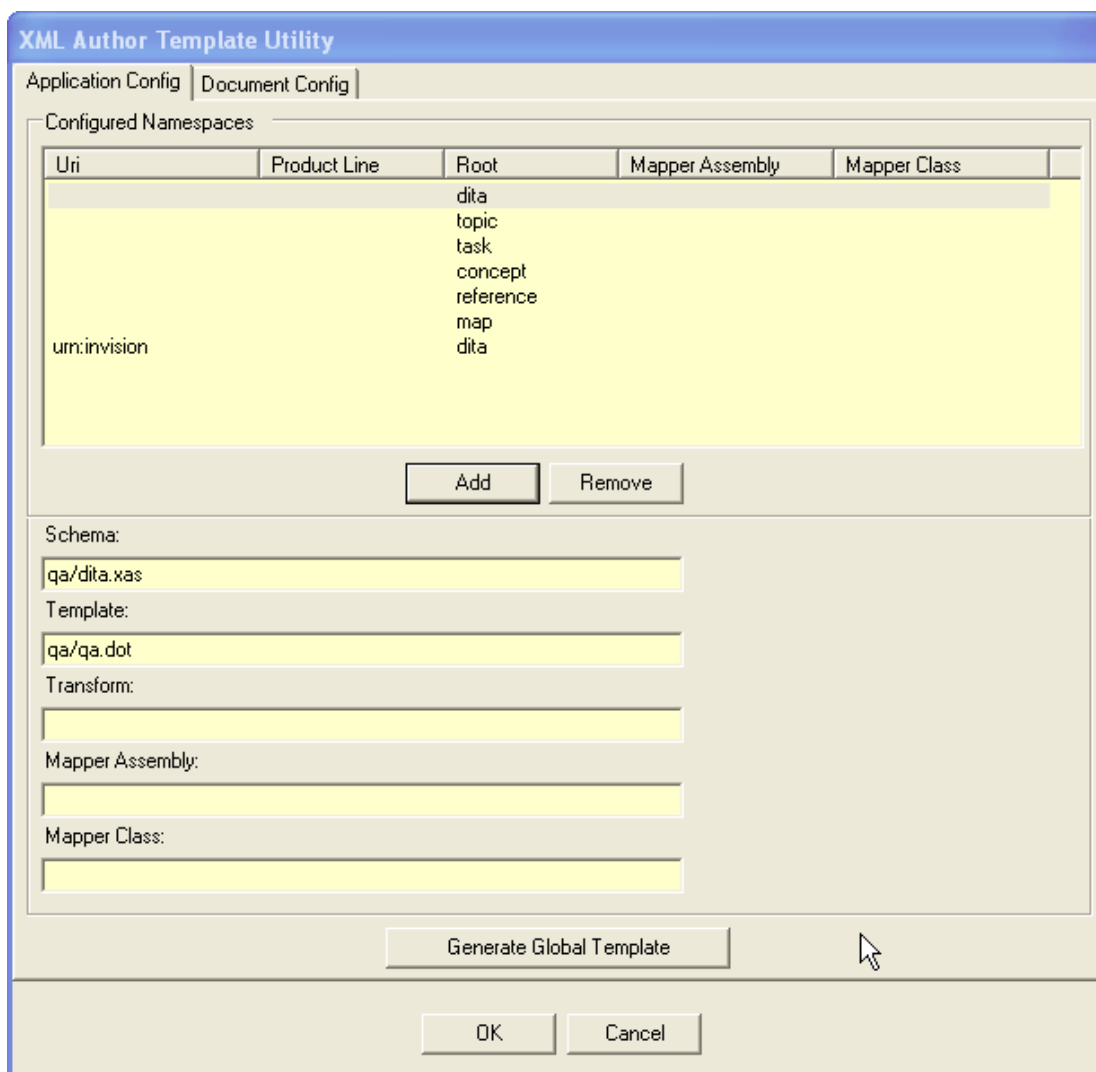 XML Author Template Utility
Application Config Document Config
Configured Namespaces
Uri Product Line Root Mapper Assembly Mapper Class
dita
topic
task
concept
reference
map
urn:invision dita
Add Remove
Schema:
qa/dita.xas
Template:
qa/qa.dot
Transform:
Mapper Assembly:
Mapper Class:
Generate Global Template
OK Cancel